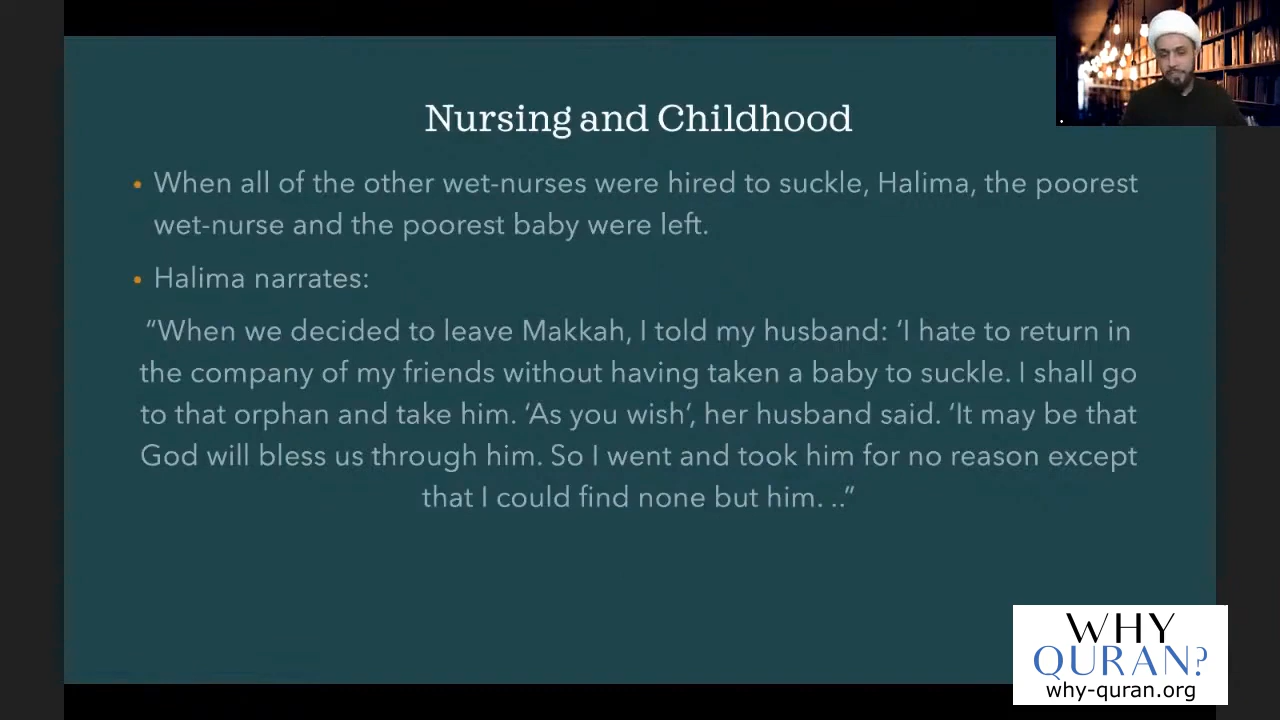 Nursing and Childhood
• When all of the other wet-nurses were hired to suckle, Halima, the poorest
wet-nurse and the poorest baby were left.
• Halima narrates:
“When we decided to leave Makkah, I told my husband: ‘I hate to return in
the company of my friends without having taken a baby to suckle. I shall go
to that orphan and take him. ‘As you wish’, her husband said. ‘It may be that
God will bless us through him. So I went and took him for no reason except
that I could find none but him. ..”
WHY
QURAN?
why-quran.org